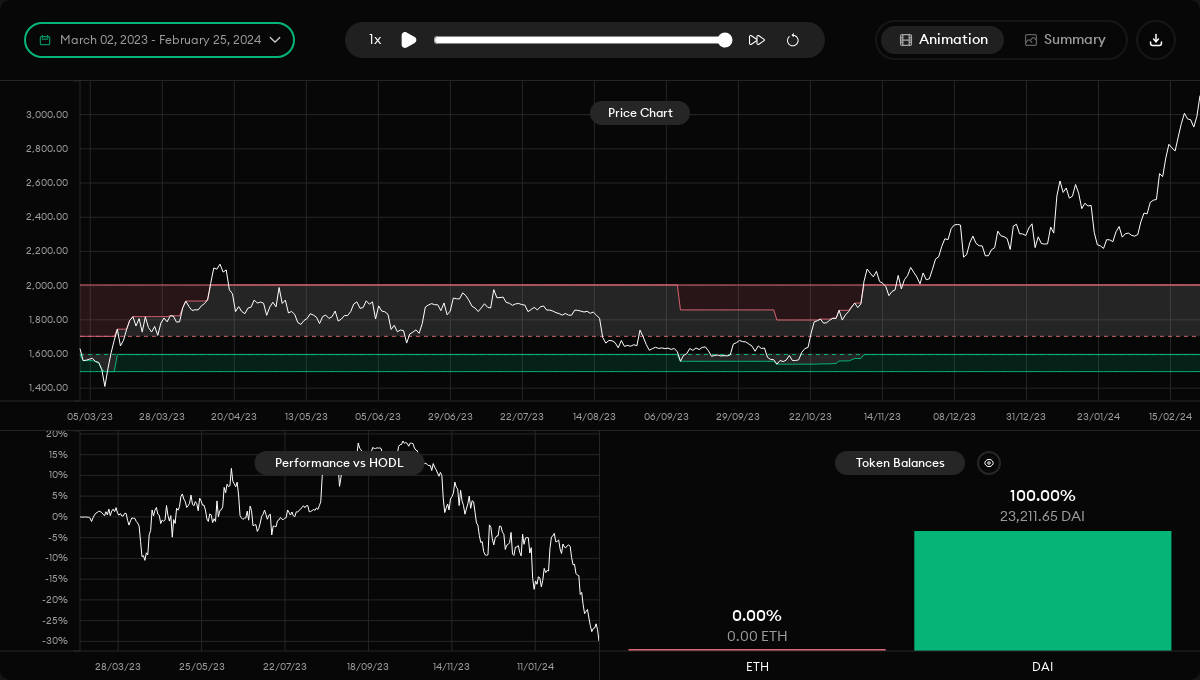 March 02, 2023 - February 25, 2024
1x
Animation
Summary
Price Chart
3,000.00
2,800.00
2,600.00
2,400.00
2,200.00
2,000.00
1,800.00
1,600.00
1,400.00
05/03/23 28/03/23 20/04/23 13/05/23 05/06/23 29/06/23 22/07/23 14/08/23 06/09/23 29/09/23 22/10/23 14/11/23 08/12/23 31/12/23 23/01/24 15/02/24
Performance vs HODL
20%
15%
10%
5%
0%
-5%
-10%
-15%
-20%
-25%
-30%
28/03/23 25/05/23 22/07/23 18/09/23 14/11/23 11/01/24
Token Balances
100.00%
23,211.65 DAI
0.00%
0.00 ETH
ETH DAI